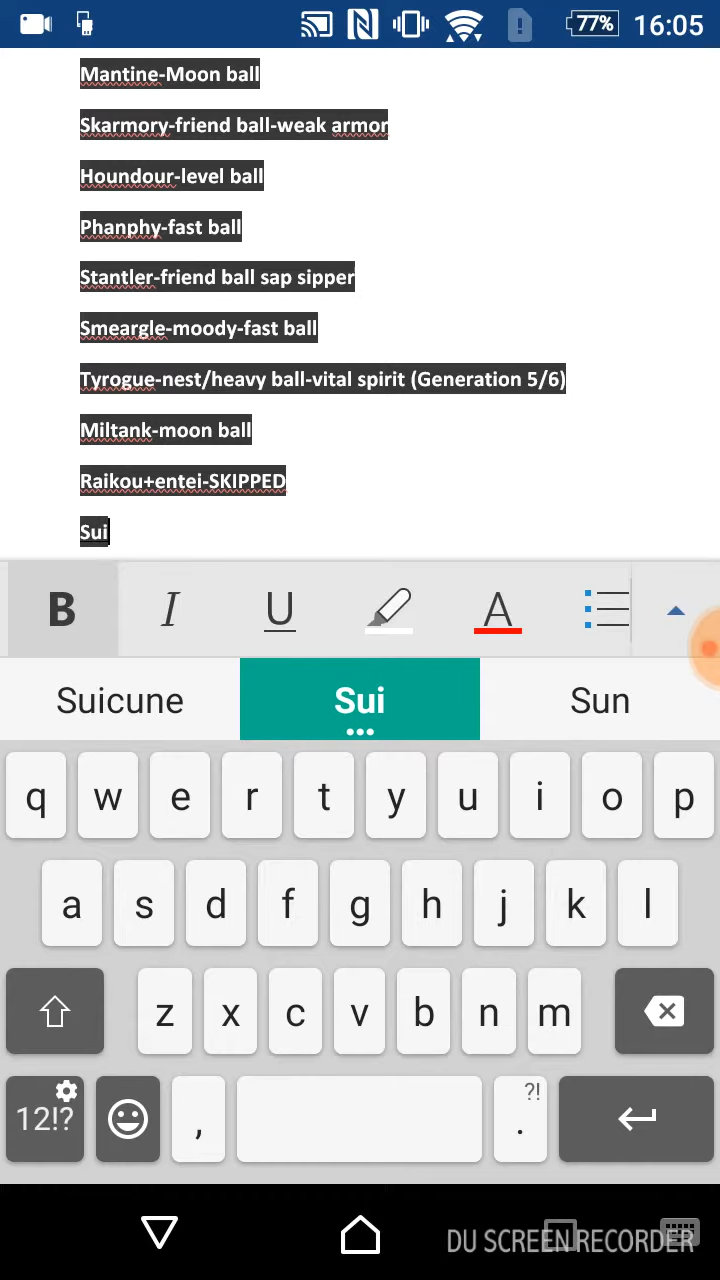 77% 16:05
Mantine-Moon ball
Skarmory-friend ball-weak armor
Houndour-level ball
Phanphy-fast ball
Stantler-friend ball sap sipper
Smeargle-moody-fast ball
Tyrogue-nest/heavy ball-vital spirit (Generation 5/6)
Miltank-moon ball
Raikou+entei-SKIPPED
Sui
B I U A
Suicune Sui Sun
q w e r t y u i o p
a s d f g h j k l
z x c v b n m
12!? , ?! .
DU SCREEN RECORDER